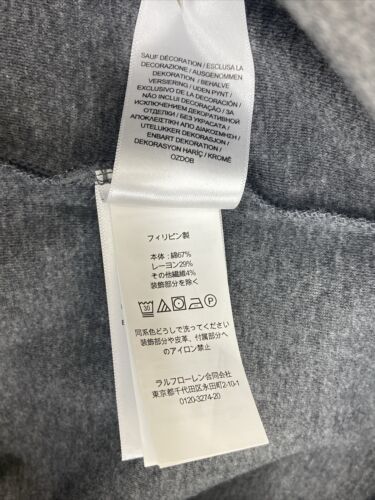 SAUF DÉCORATION / ESCLUSA LA
DECORAZIONE / AUSGENOMMEN
DEKORATION / BEHALVE
VERSIERING / UDEN PYNT /
EXCLUSIVO DE LA DECORACIÓN /
NÃO INCLUI DECORAÇÃO / ЗА
ИСКЛЮЧЕНИЕМ ДЕКОРАТИВНОЙ
ОТДЕЛКИ / БЕЗ УКРАСАТА /
ΑΠΟΚΛΕΙΣΤΙΚΗ ΑΠΟ ΔΙΑΚΟΣΜΗΣΗ /
UTELUKKER DEKORASJON /
ENBART DEKORATION /
DEKORASYON HARİÇ / KROMĚ
OZDOB
フィリピン製
本体：綿67%
レーヨン29%
その他繊維4%
装飾部分を除く
30
P
同系色どうしで洗ってください
装飾部分や皮革、付属部分へ
のアイロン禁止
ラルフローレン合同会社
東京都千代田区永田町2-10-1
0120-3274-20